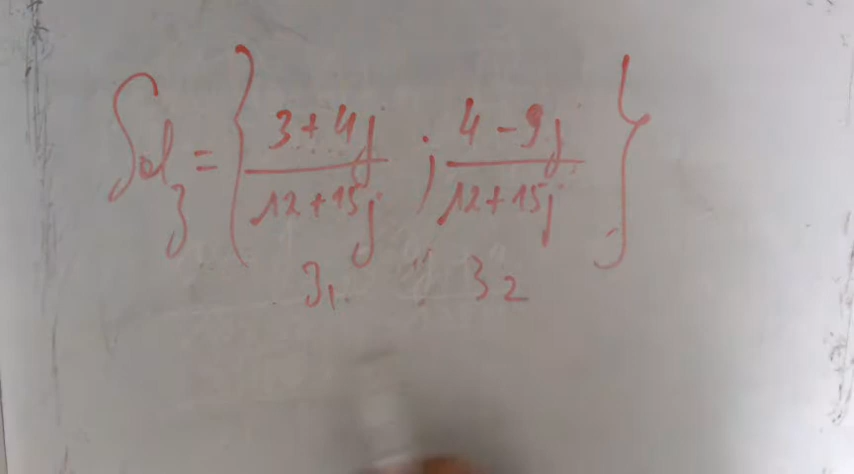 Sol_z = { (3+4j)/(12+15j) ; (4-9j)/(12+15j) }
z₁ z₂